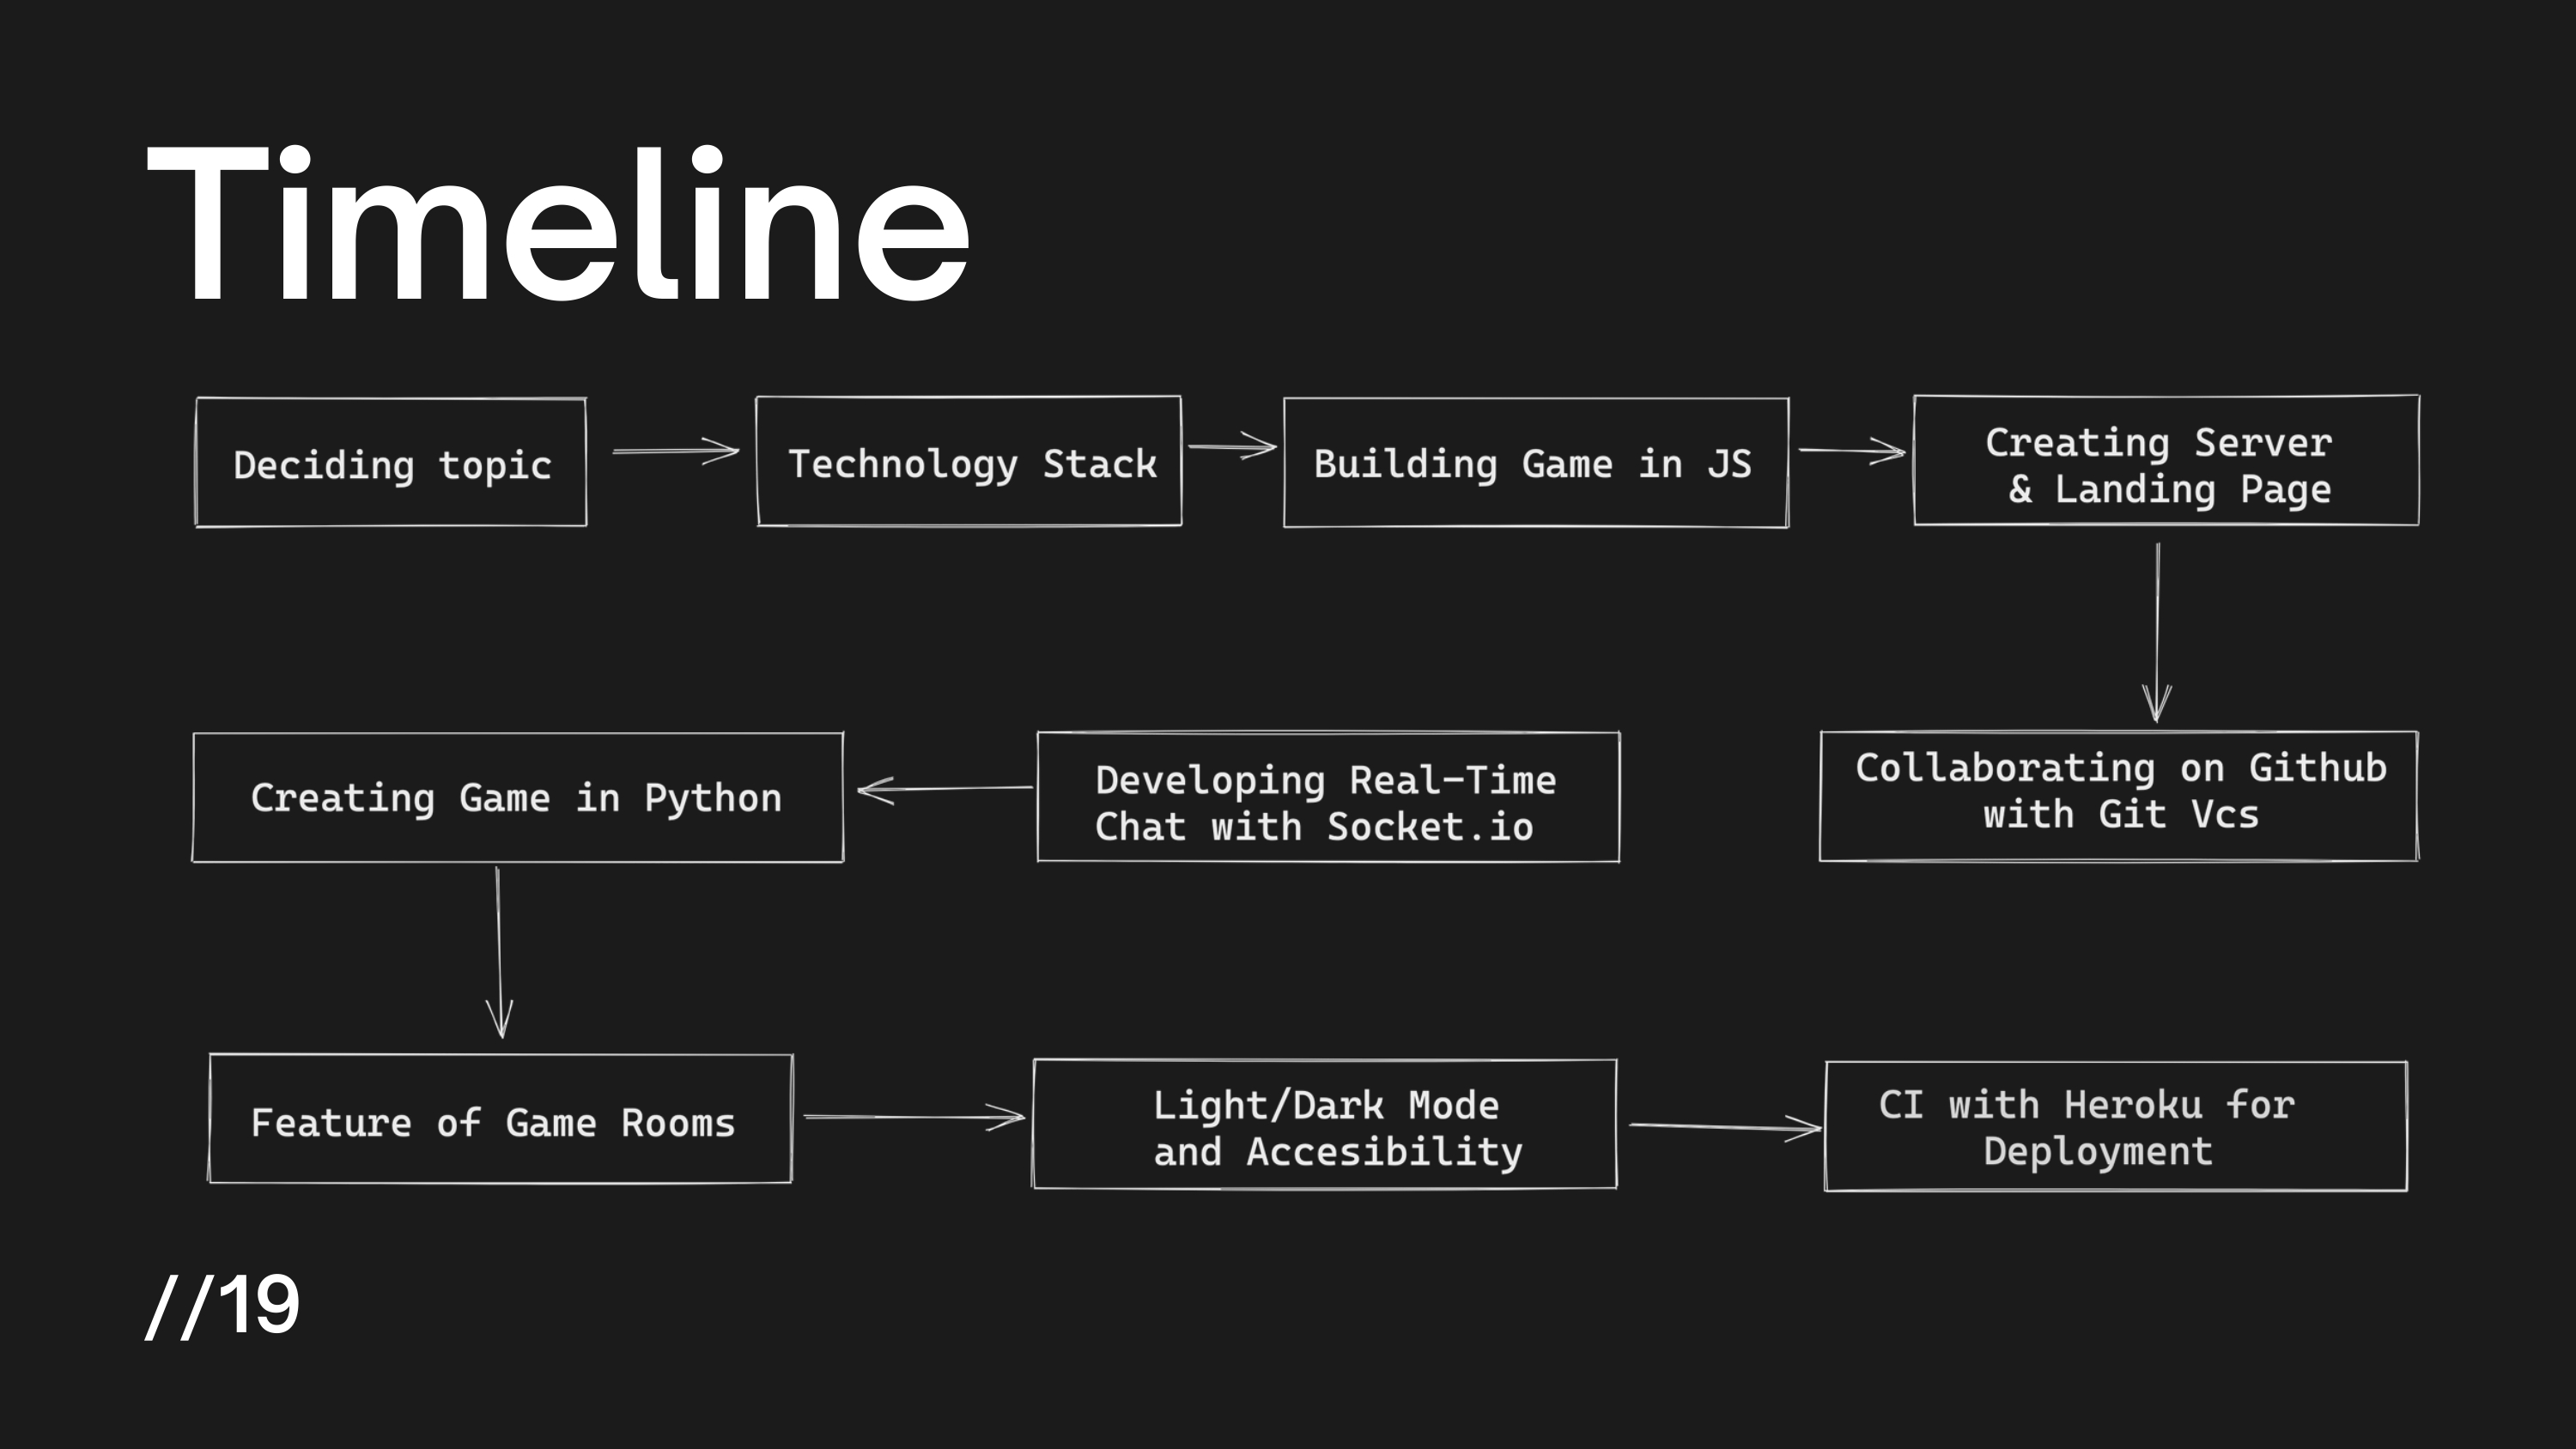 Timeline
Deciding topic
Technology Stack
Building Game in JS
Creating Server
& Landing Page
Collaborating on Github
with Git Vcs
Developing Real-Time
Chat with Socket.io
Creating Game in Python
Feature of Game Rooms
Light/Dark Mode
and Accesibility
CI with Heroku for
Deployment
//19